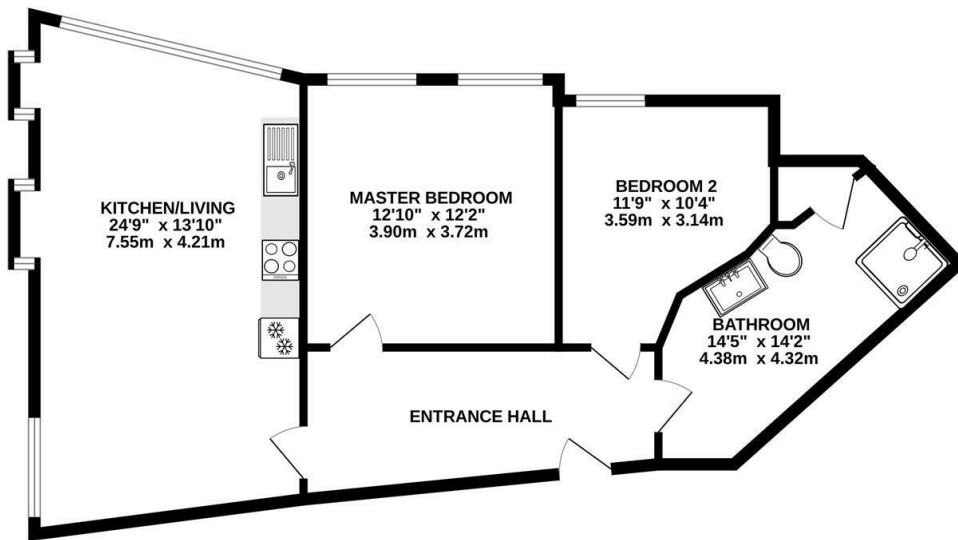 KITCHEN/LIVING
24'9" x 13'10"
7.55m x 4.21m
MASTER BEDROOM
12'10" x 12'2"
3.90m x 3.72m
BEDROOM 2
11'9" x 10'4"
3.59m x 3.14m
BATHROOM
14'5" x 14'2"
4.38m x 4.32m
ENTRANCE HALL